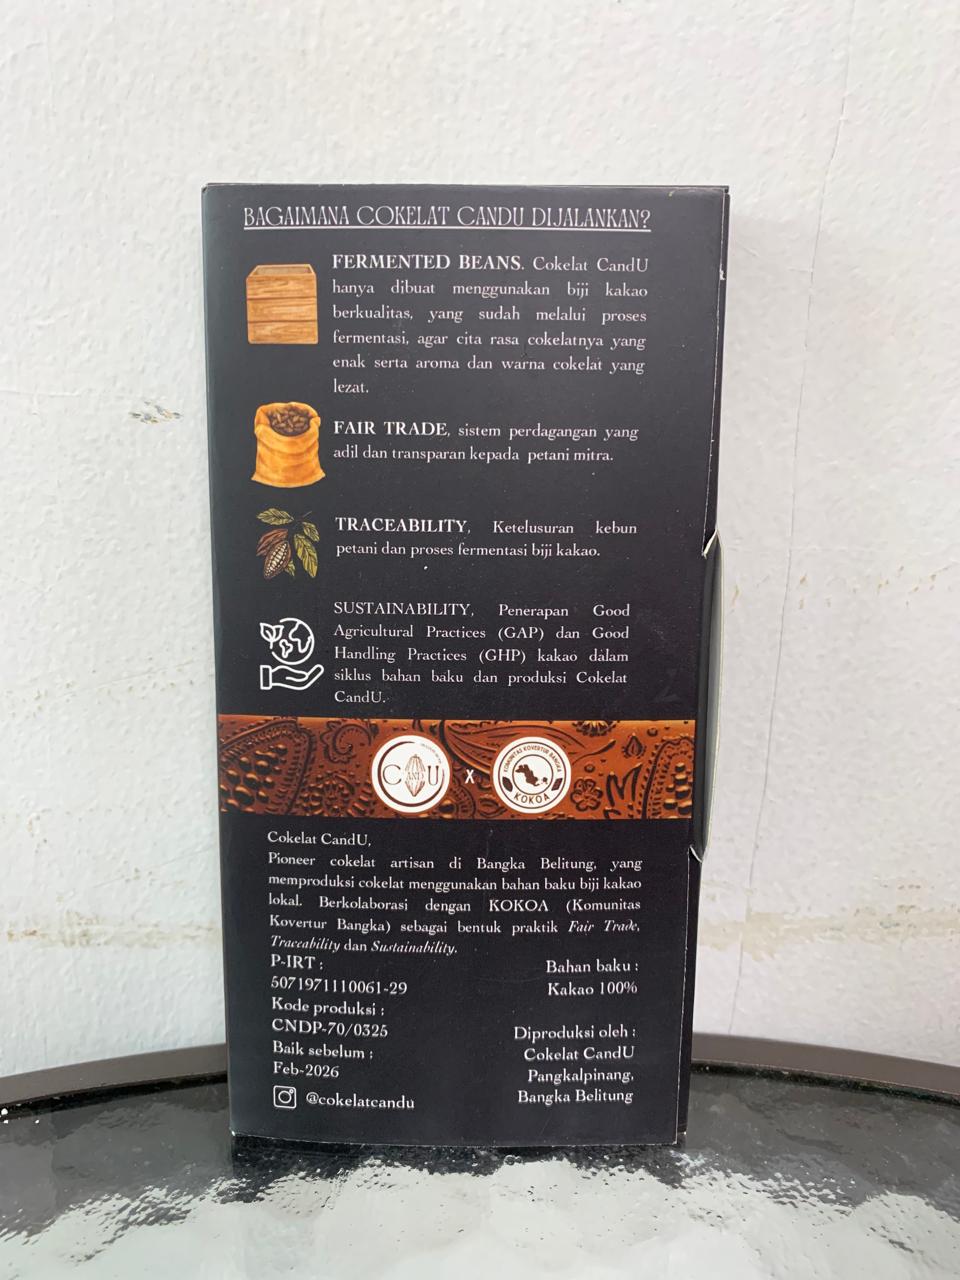 BAGAIMANA COKELAT CANDU DIJALANKAN?
FERMENTED BEANS. Cokelat CandU
hanya dibuat menggunakan biji kakao
berkualitas, yang sudah melalui proses
fermentasi, agar cita rasa cokelatnya yang
enak serta aroma dan warna cokelat yang
lezat.
FAIR TRADE, sistem perdagangan yang
adil dan transparan kepada petani mitra.
TRACEABILITY, Ketelusuran kebun
petani dan proses fermentasi biji kakao.
SUSTAINABILITY, Penerapan Good
Agricultural Practices (GAP) dan Good
Handling Practices (GHP) kakao dalam
siklus bahan baku dan produksi Cokelat
CandU.
C AND U
X
KOMUNITAS KOVERTUR BANGKA
KOKOA
Cokelat CandU,
Pioneer cokelat artisan di Bangka Belitung, yang
memproduksi cokelat menggunakan bahan baku biji kakao
lokal. Berkolaborasi dengan KOKOA (Komunitas
Kovertur Bangka) sebagai bentuk praktik Fair Trade,
Traceability dan Sustainability.
P-IRT :
5071971110061-29
Kode produksi :
CNDP-70/0325
Baik sebelum :
Feb-2026
@cokelatcandu
Bahan baku :
Kakao 100%
Diproduksi oleh :
Cokelat CandU
Pangkalpinang,
Bangka Belitung